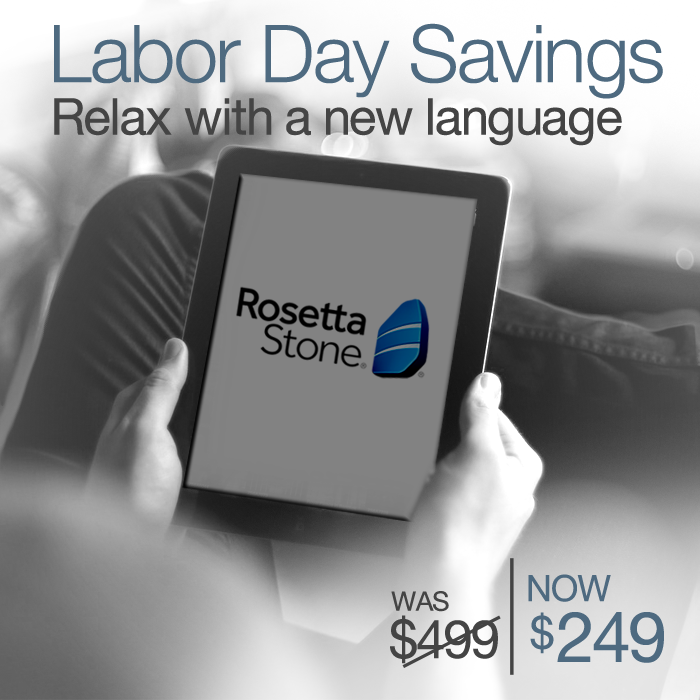 Labor Day Savings
Relax with a new language
Rosetta
Stone®
®
WAS
$499
NOW
$249